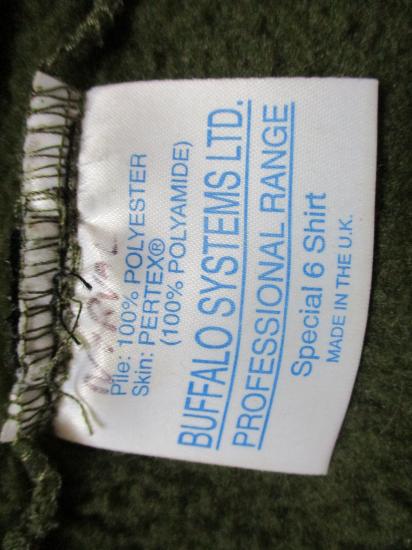 Pile: 100% POLYESTER
Skin: PERTEX®
(100% POLYAMIDE)
BUFFALO SYSTEMS LTD.
PROFESSIONAL RANGE
Special 6 Shirt
MADE IN THE U.K.